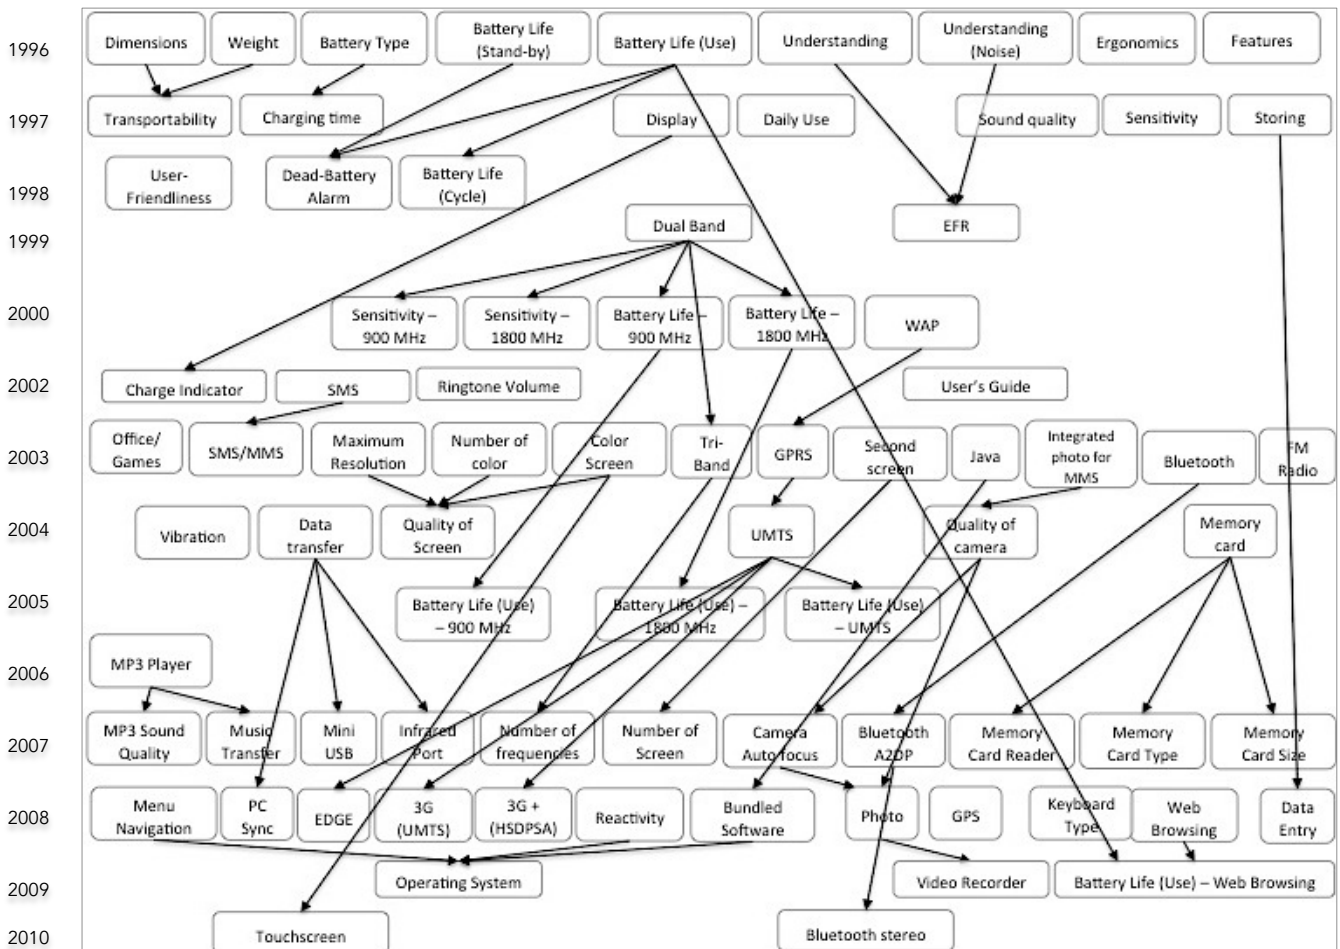 1996
Dimensions
Weight
Battery Type
Battery Life
(Stand-by)
Battery Life (Use)
Understanding
Understanding
(Noise)
Ergonomics
Features
1997
Transportability
Charging time
Display
Daily Use
Sound quality
Sensitivity
Storing
1998
User-
Friendliness
Dead-Battery
Alarm
Battery Life
(Cycle)
1999
Dual Band
EFR
2000
Sensitivity –
900 MHz
Sensitivity –
1800 MHz
Battery Life –
900 MHz
Battery Life –
1800 MHz
WAP
2002
Charge Indicator
SMS
Ringtone Volume
User's Guide
2003
Office/
Games
SMS/MMS
Maximum
Resolution
Number of
color
Color
Screen
Tri-
Band
GPRS
Second
screen
Java
Integrated
photo for
MMS
Bluetooth
FM
Radio
2004
Vibration
Data
transfer
Quality of
Screen
UMTS
Quality of
camera
Memory
card
2005
Battery Life (Use)
– 900 MHz
Battery Life (Use) –
1800 MHz
Battery Life (Use)
– UMTS
2006
MP3 Player
2007
MP3 Sound
Quality
Music
Transfer
Mini
USB
Infrared
Port
Number of
frequencies
Number of
Screen
Camera
Auto focus
Bluetooth
A2DP
Memory
Card Reader
Memory
Card Type
Memory
Card Size
2008
Menu
Navigation
PC
Sync
EDGE
3G
(UMTS)
3G +
(HSDPSA)
Reactivity
Bundled
Software
Photo
GPS
Keyboard
Type
Web
Browsing
Data
Entry
2009
Operating System
Video Recorder
Battery Life (Use) – Web Browsing
2010
Touchscreen
Bluetooth stereo